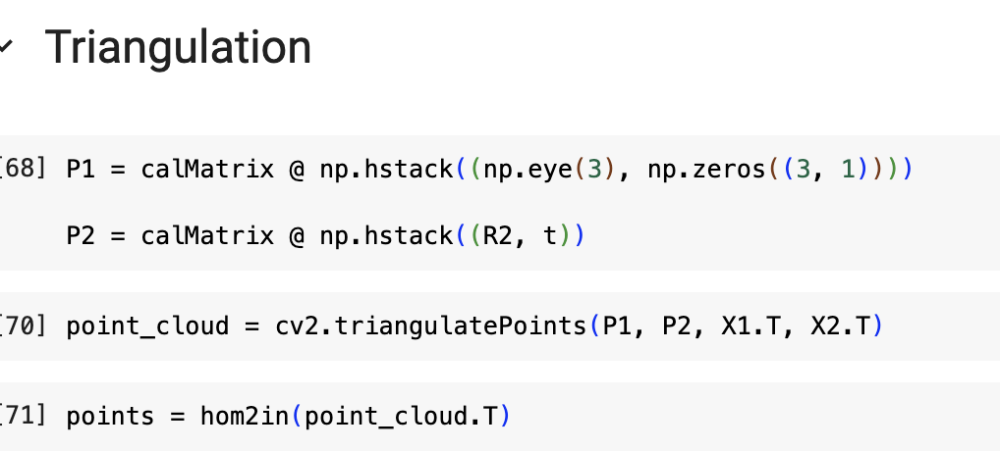 Triangulation
[68] P1 = calMatrix @ np.hstack((np.eye(3), np.zeros((3, 1))))
P2 = calMatrix @ np.hstack((R2, t))
[70] point_cloud = cv2.triangulatePoints(P1, P2, X1.T, X2.T)
[71] points = hom2in(point_cloud.T)